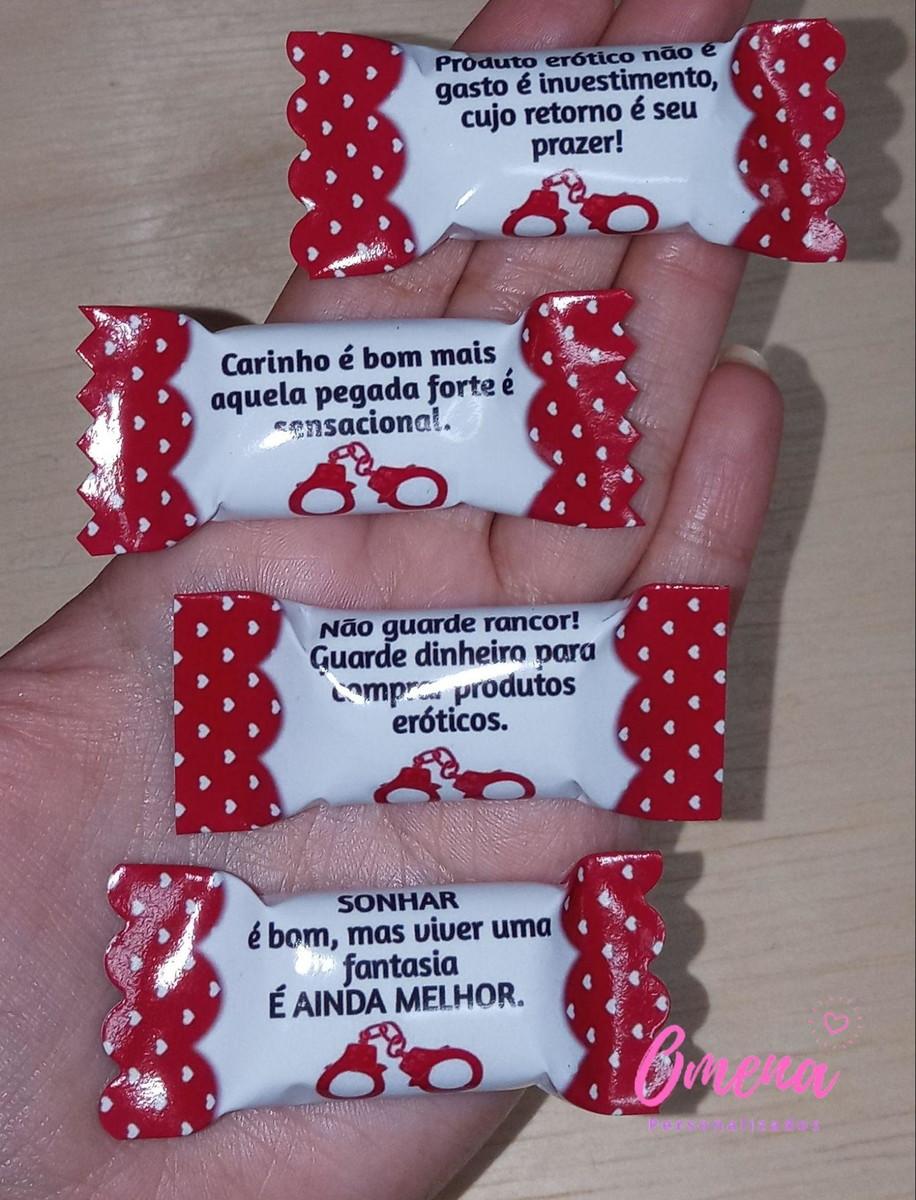 Produto erótico não é
gasto é investimento,
cujo retorno é seu
prazer!
Carinho é bom mais
aquela pegada forte é
sensacional.
Não guarde rancor!
Guarde dinheiro para
comprar produtos
eróticos.
SONHAR
é bom, mas viver uma
fantasia
É AINDA MELHOR.
Omena
Personalizados